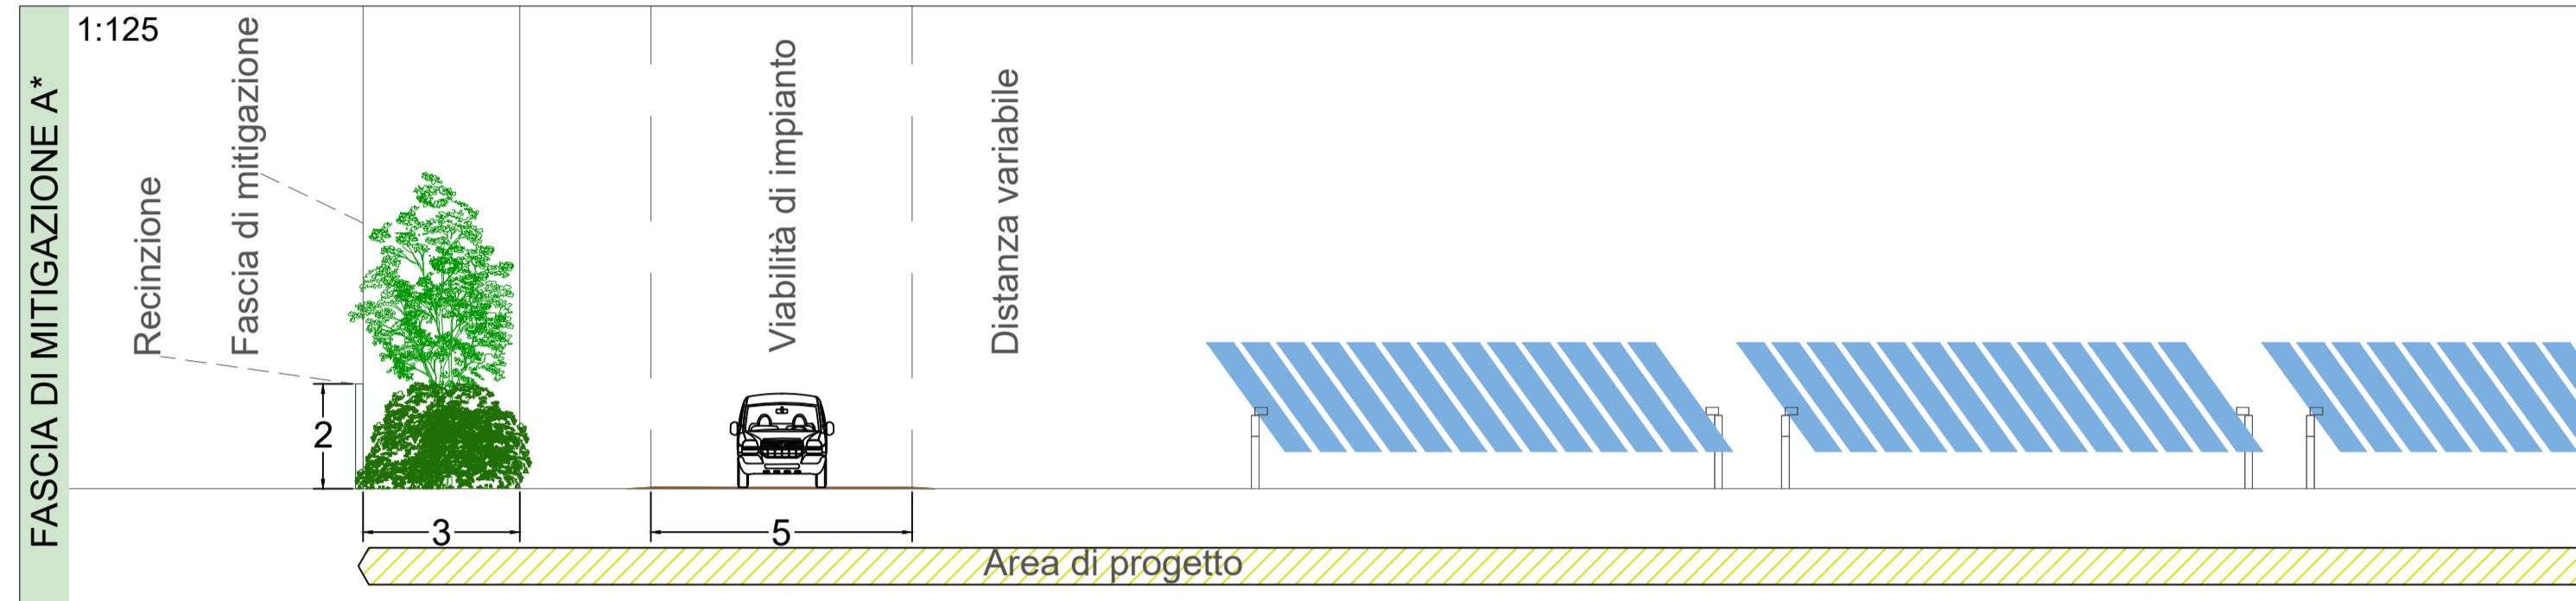 FASCIA DI MITIGAZIONE A*
1:125
Recinzione
Fascia di mitigazione
Viabilità di impianto
Distanza variabile
2
3
5
Area di progetto